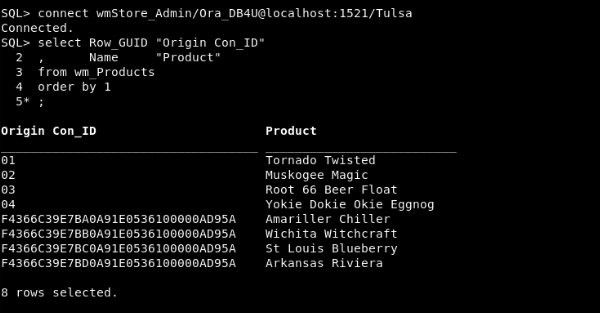 SQL> connect wmStore_Admin/Ora_DB4U@localhost:1521/Tulsa
Connected.
SQL> select Row_GUID "Origin Con_ID"
  2  ,      Name     "Product"
  3  from wm_Products
  4  order by 1
  5* ;
Origin Con_ID                       Product
___________________________________ __________________________
01                                  Tornado Twisted
02                                  Muskogee Magic
03                                  Root 66 Beer Float
04                                  Yokie Dokie Okie Eggnog
F4366C39E7BA0A91E0536100000AD95A    Amariller Chiller
F4366C39E7BB0A91E0536100000AD95A    Wichita Witchcraft
F4366C39E7BC0A91E0536100000AD95A    St Louis Blueberry
F4366C39E7BD0A91E0536100000AD95A    Arkansas Riviera
8 rows selected.